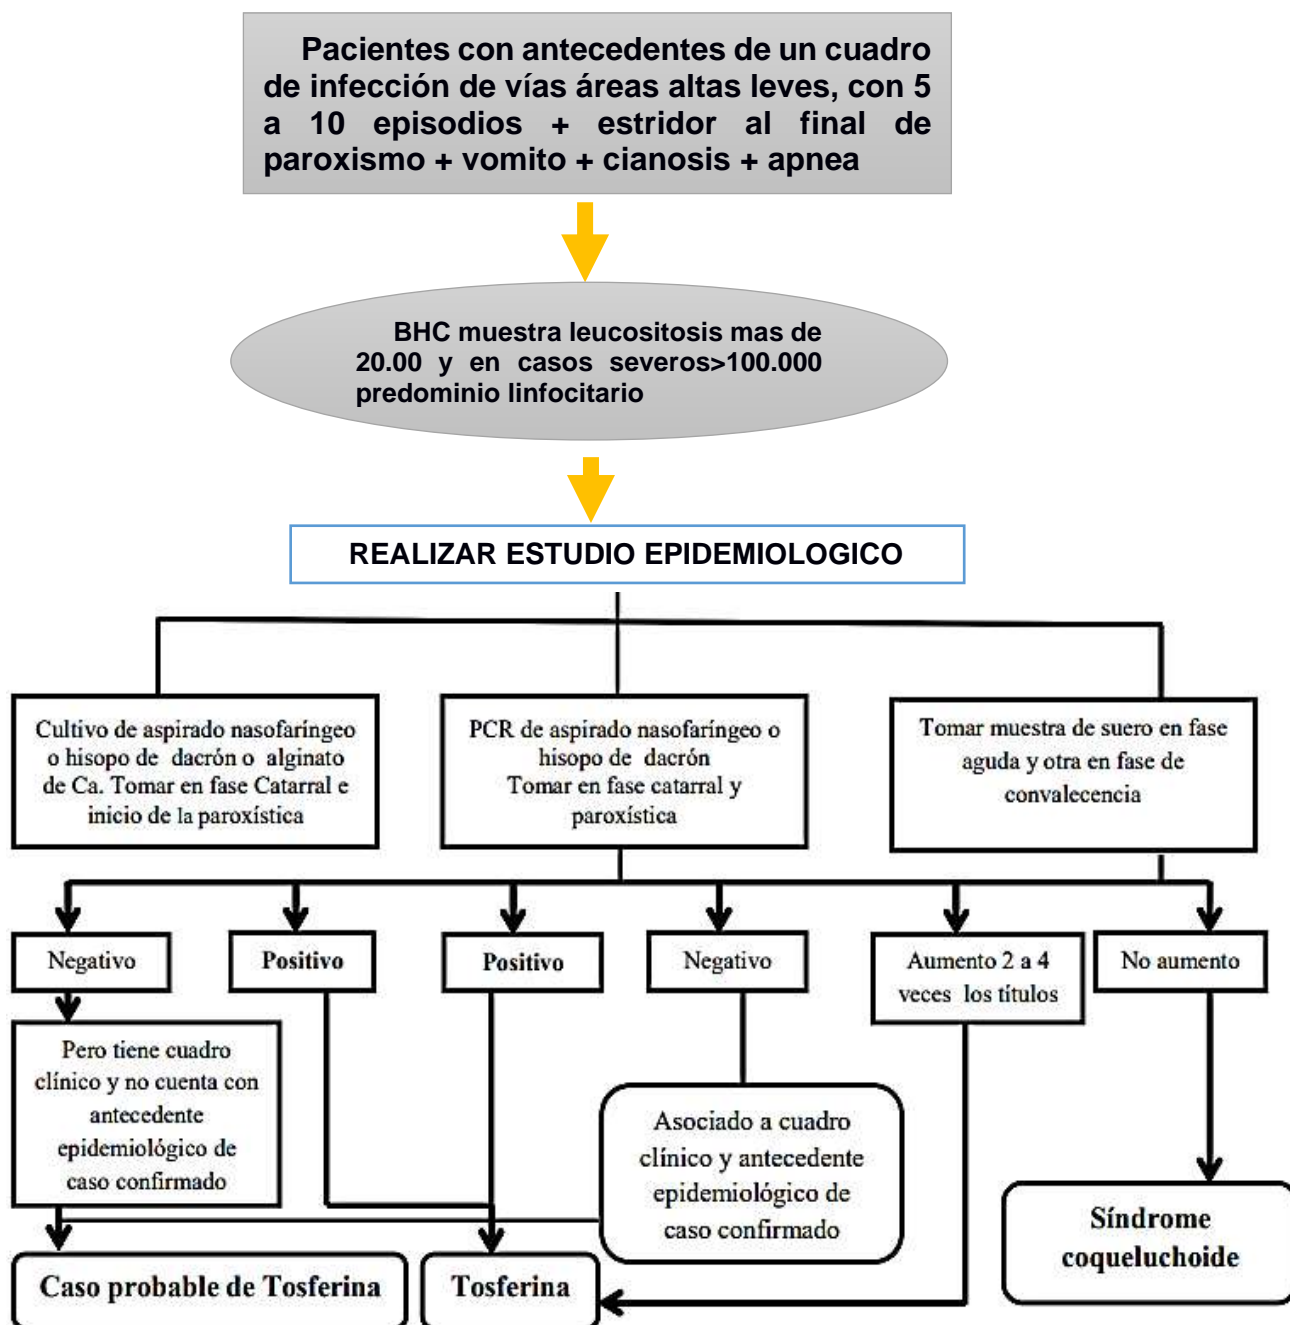 Pacientes con antecedentes de un cuadro
de infección de vías áreas altas leves, con 5
a 10 episodios + estridor al final de
paroxismo + vomito + cianosis + apnea
BHC muestra leucositosis mas de
20.00 y en casos severos>100.000
predominio linfocitario
REALIZAR ESTUDIO EPIDEMIOLOGICO
Cultivo de aspirado nasofaríngeo
o hisopo de dacrón o alginato
de Ca. Tomar en fase Catarral e
inicio de la paroxística
PCR de aspirado nasofaríngeo o
hisopo de dacrón
Tomar en fase catarral y
paroxística
Tomar muestra de suero en fase
aguda y otra en fase de
convalecencia
Negativo
Positivo
Positivo
Negativo
Aumento 2 a 4
veces los títulos
No aumento
Pero tiene cuadro
clínico y no cuenta con
antecedente
epidemiológico de
caso confirmado
Asociado a cuadro
clínico y antecedente
epidemiológico de
caso confirmado
Síndrome
coqueluchoide
Caso probable de Tosferina
Tosferina